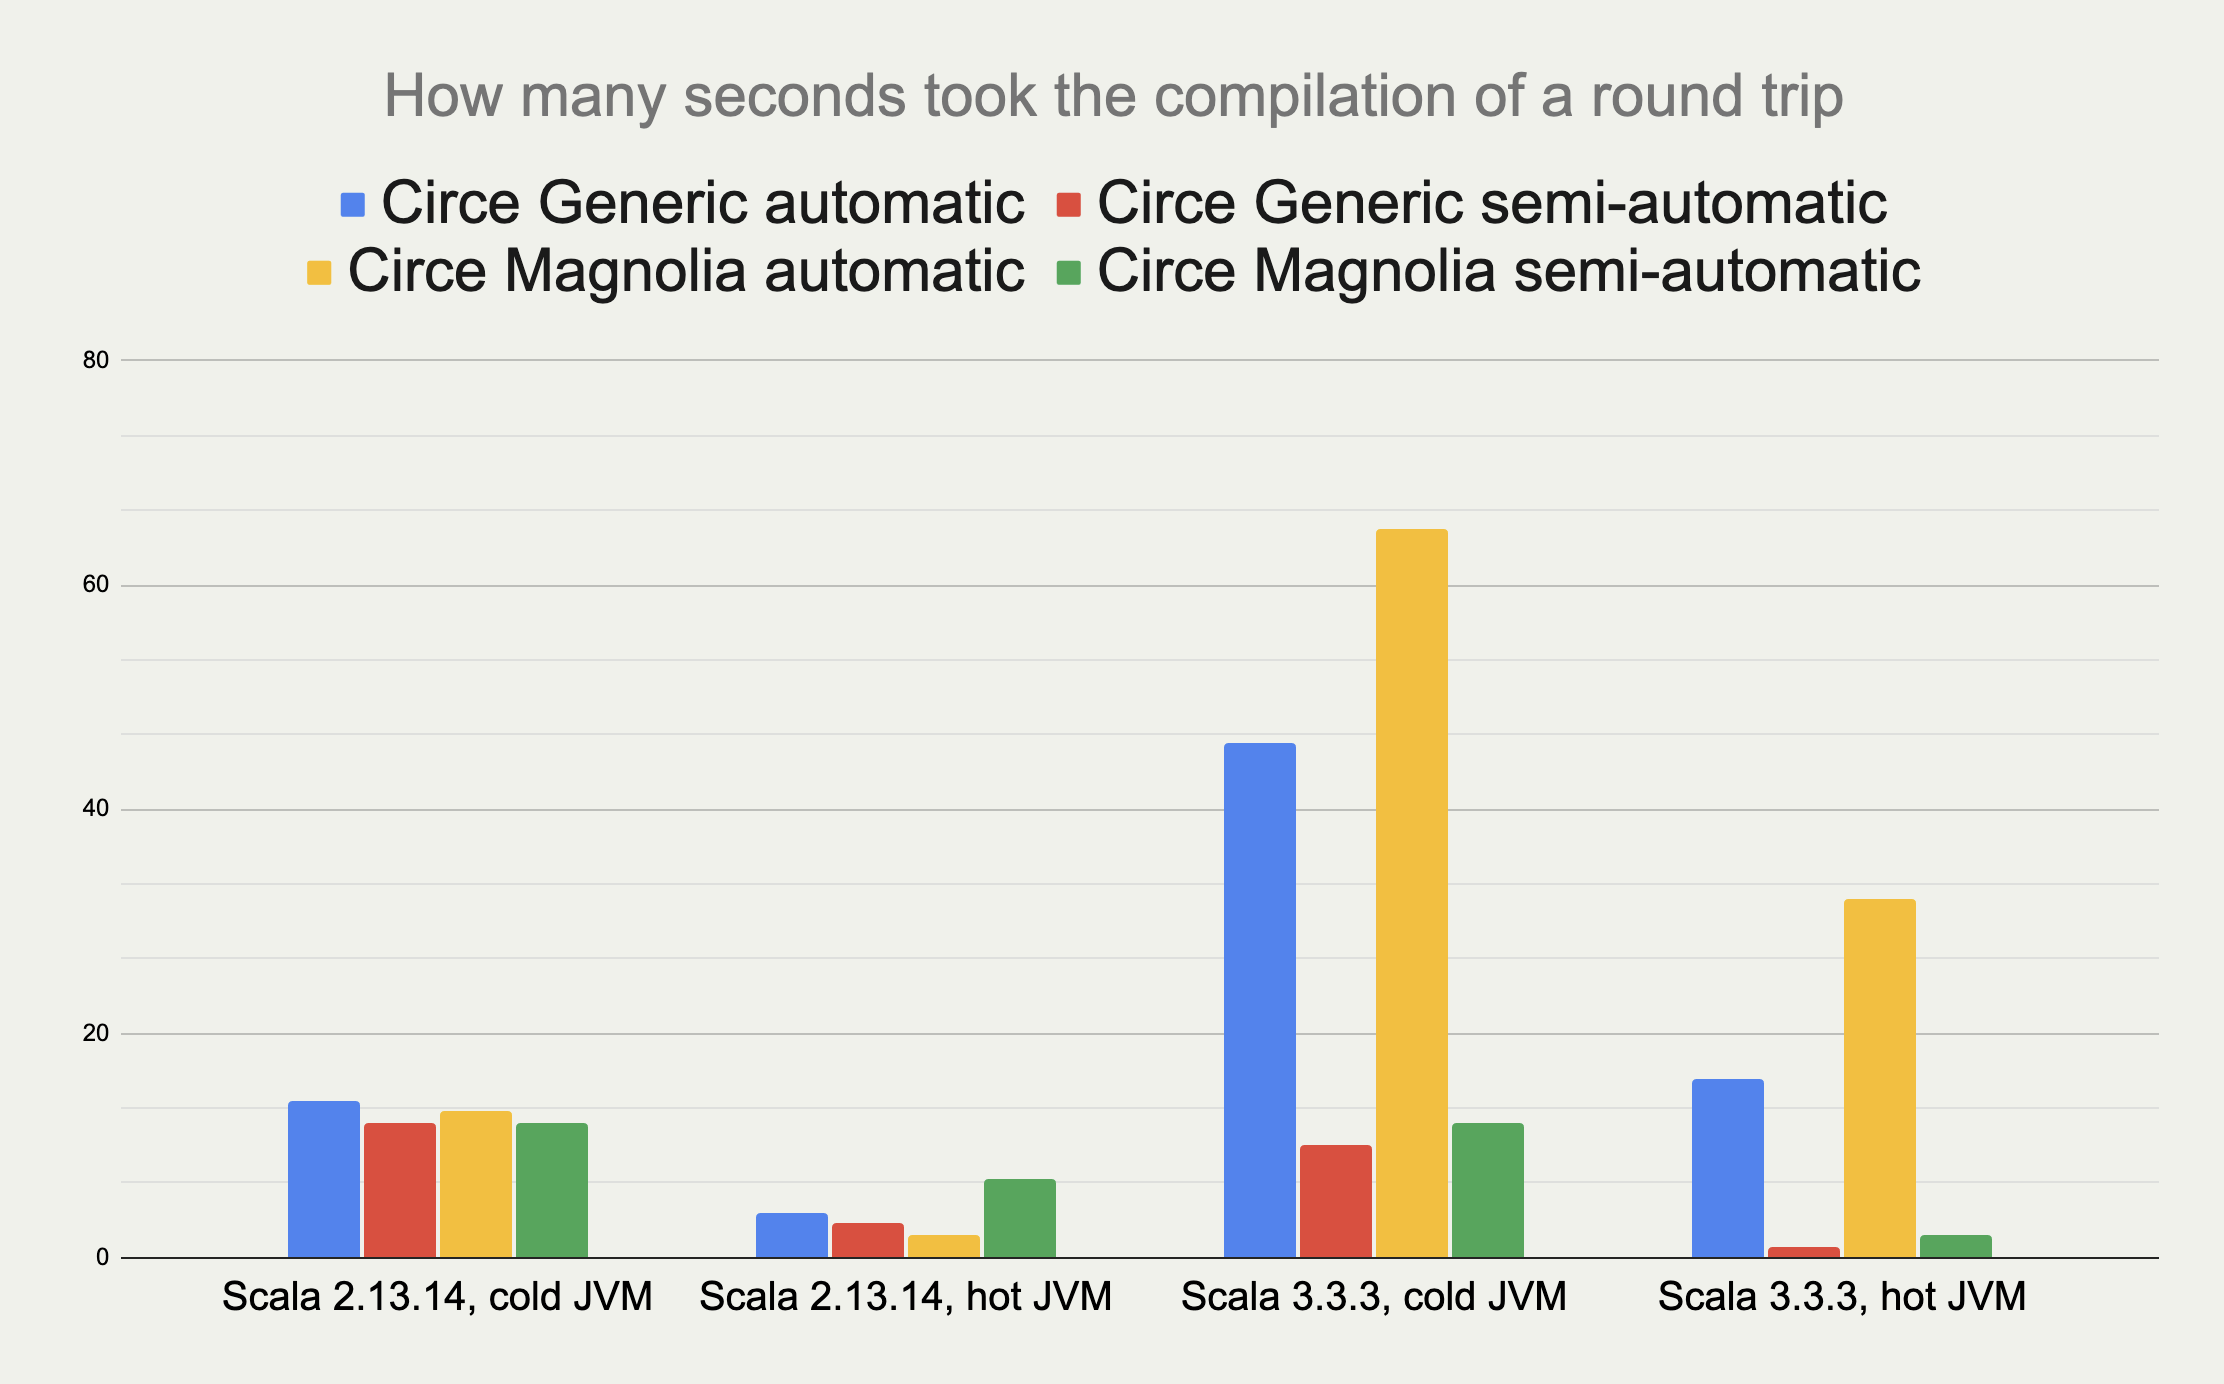 How many seconds took the compilation of a round trip
Circe Generic automatic Circe Generic semi-automatic
Circe Magnolia automatic Circe Magnolia semi-automatic
80
60
40
20
0
Scala 2.13.14, cold JVM Scala 2.13.14, hot JVM Scala 3.3.3, cold JVM Scala 3.3.3, hot JVM